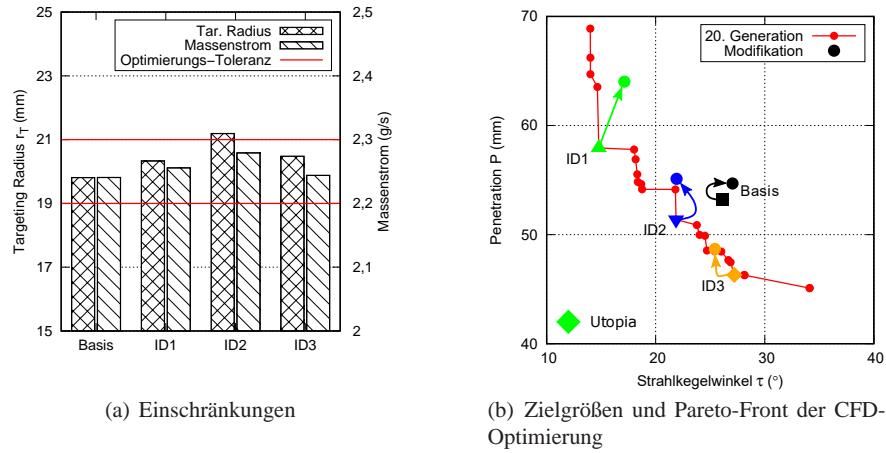 Tar. Radius
Massenstrom
Optimierungs-Toleranz
Targeting Radius r_T (mm)
25
23
21
19
17
15
Massenstrom (g/s)
2,5
2,4
2,3
2,2
2,1
2
Basis ID1 ID2 ID3
(a) Einschränkungen
20. Generation
Modifikation
Penetration P (mm)
70
60
50
40
ID1
ID2
Basis
ID3
Utopia
10 20 30 40
Strahlkegelwinkel τ (°)
(b) Zielgrößen und Pareto-Front der CFD-
Optimierung